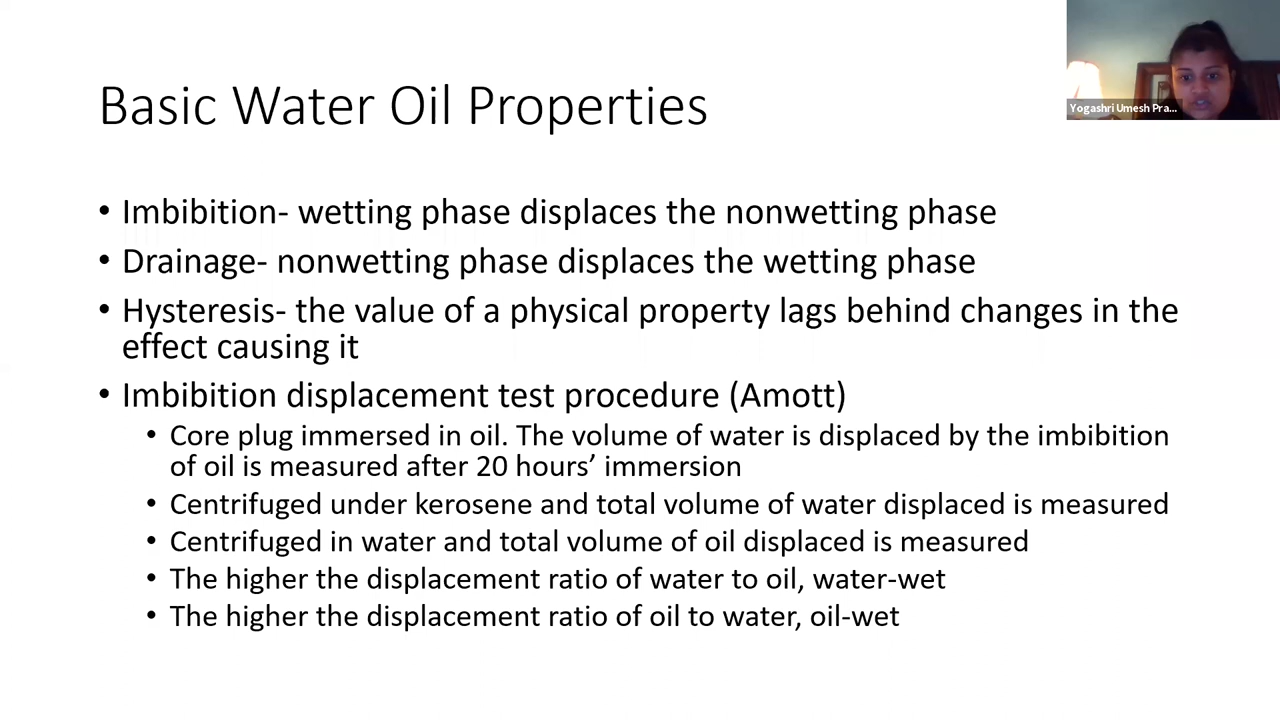 Basic Water Oil Properties
Yogashri Umesh Pra...
• Imbibition- wetting phase displaces the nonwetting phase
• Drainage- nonwetting phase displaces the wetting phase
• Hysteresis- the value of a physical property lags behind changes in the
effect causing it
• Imbibition displacement test procedure (Amott)
• Core plug immersed in oil. The volume of water is displaced by the imbibition
of oil is measured after 20 hours’ immersion
• Centrifuged under kerosene and total volume of water displaced is measured
• Centrifuged in water and total volume of oil displaced is measured
• The higher the displacement ratio of water to oil, water-wet
• The higher the displacement ratio of oil to water, oil-wet